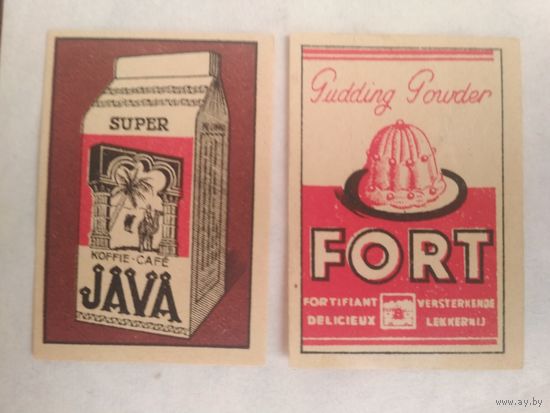 SUPER
KOFFIE-CAFÉ
JAVA
Pudding Powder
FORT
FORTIFIANT
DELICIEUX
VERSTERKENDE
LEKKERNIJ
www.ay.by